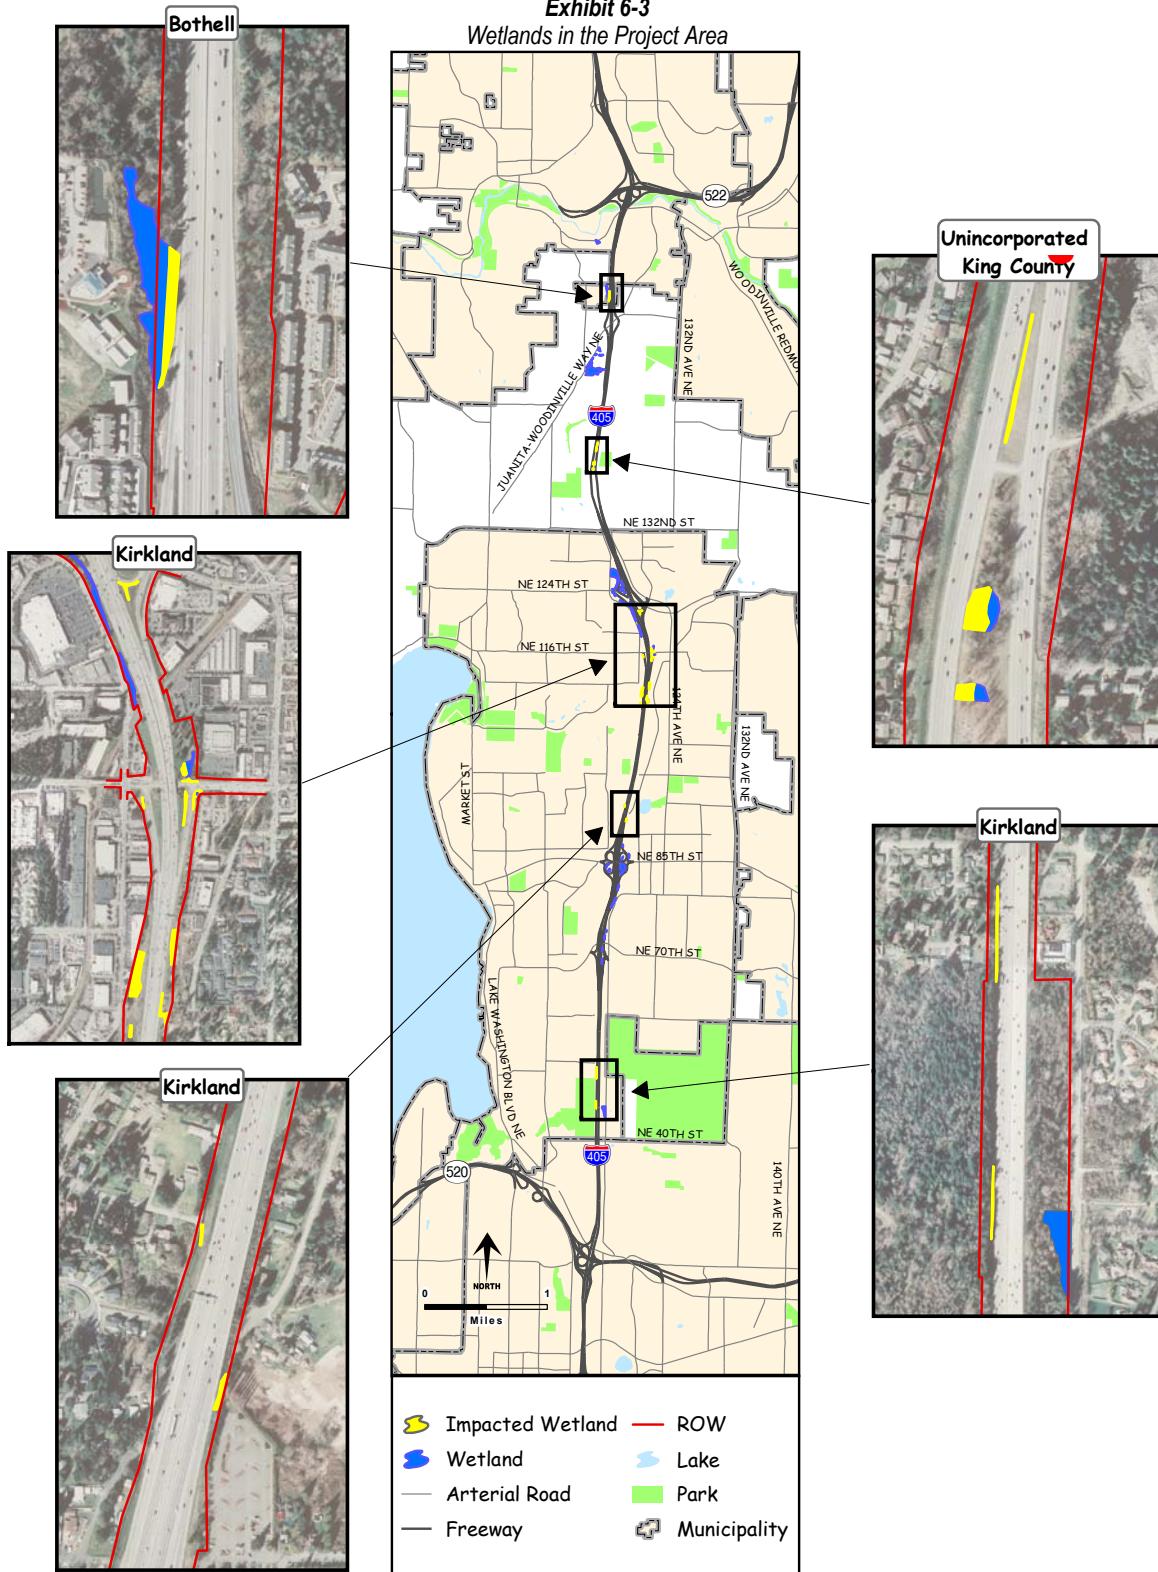 Exhibit 6-3
Wetlands in the Project Area
Bothell
522
WOODINVILLE REDMO
132ND AVE NE
JUANITA-WOODINVILLE WAY NE
405
Unincorporated
King County
NE 132ND ST
Kirkland
NE 124TH ST
NE 116TH ST
124TH AVE NE
132ND AVE NE
MARKET ST
Kirkland
NE 85TH ST
NE 70TH ST
LAKE WASHINGTON BLVD NE
Kirkland
NE 40TH ST
405
520
140TH AVE NE
NORTH
0 1
Miles
Impacted Wetland
ROW
Wetland
Lake
Arterial Road
Park
Freeway
Municipality